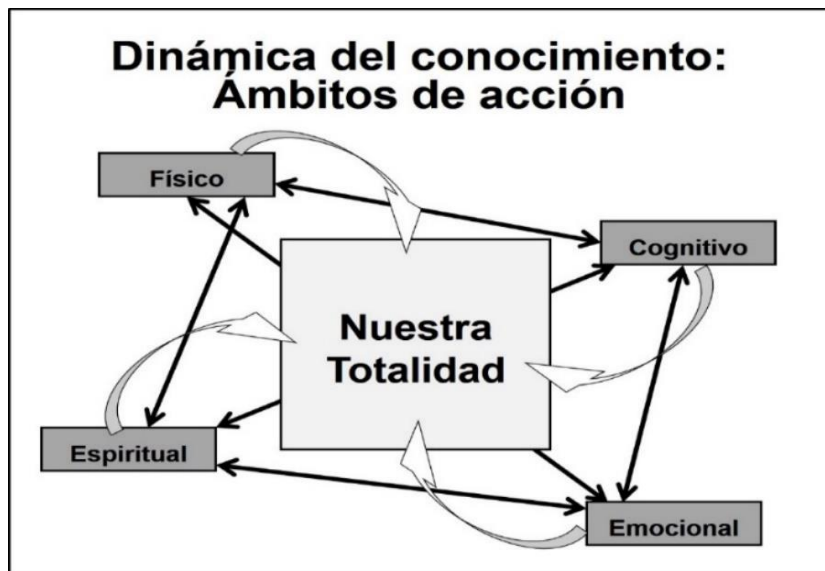 Dinámica del conocimiento:
Ámbitos de acción
Físico
Cognitivo
Nuestra
Totalidad
Espiritual
Emocional